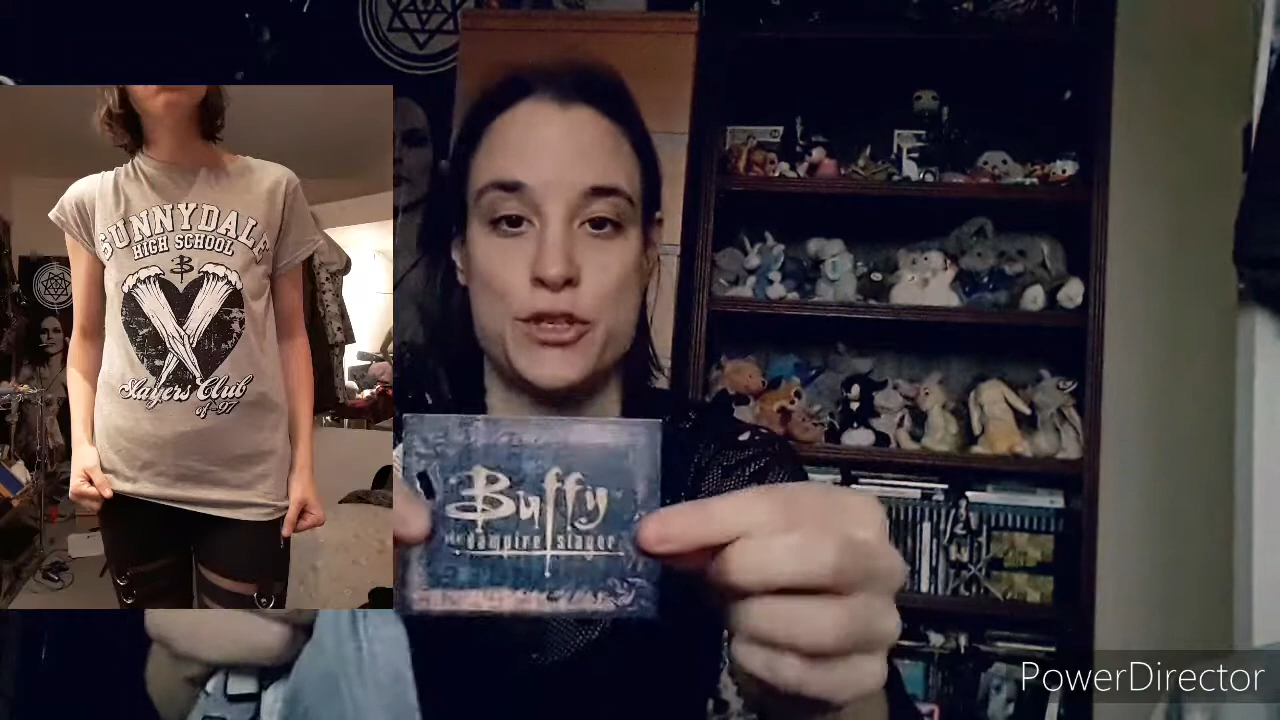 SUNNYDALE
HIGH SCHOOL
B
Slayers Club
of -97
Buffy
the vampire slayer
PowerDirector